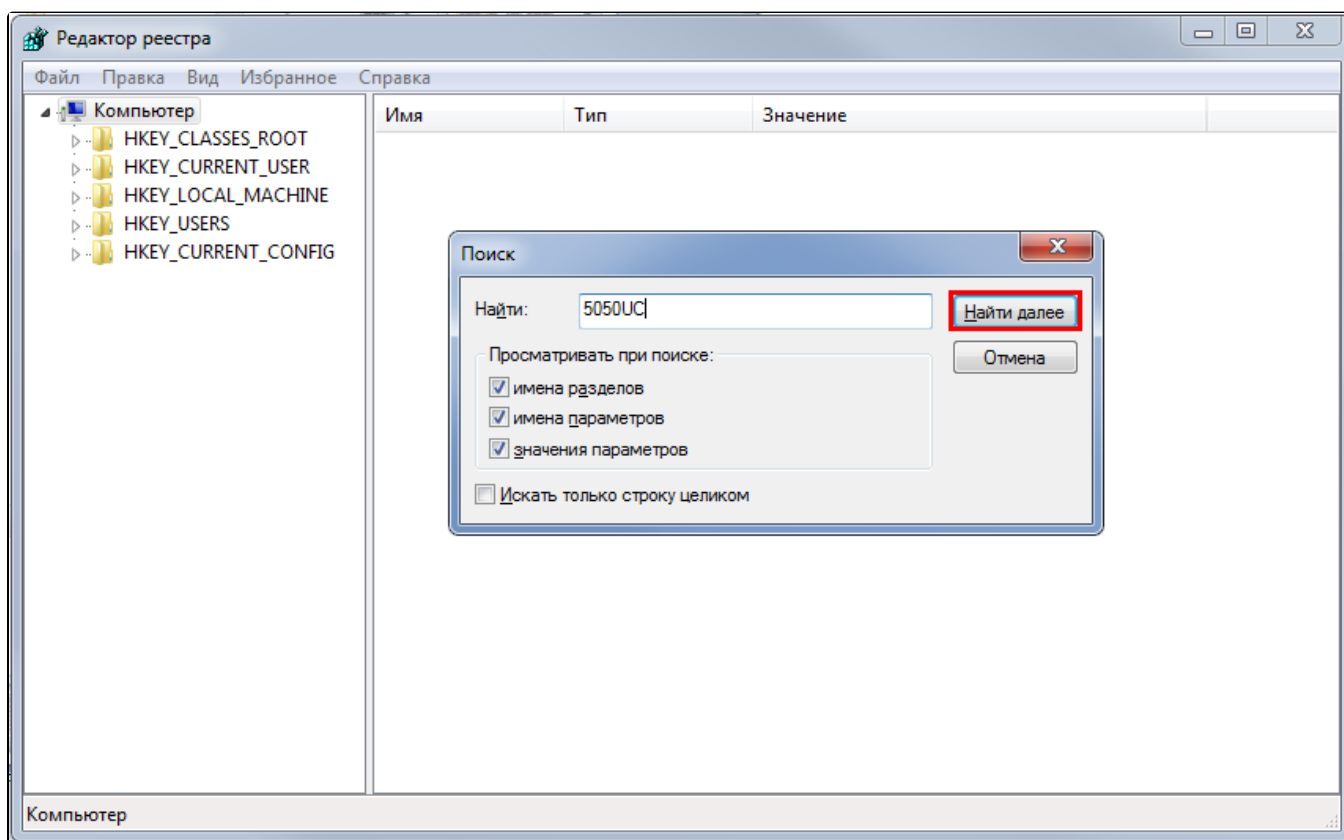 Редактор реестра
Файл Правка Вид Избранное Справка
Компьютер
HKEY_CLASSES_ROOT
HKEY_CURRENT_USER
HKEY_LOCAL_MACHINE
HKEY_USERS
HKEY_CURRENT_CONFIG
Имя Тип Значение
Поиск
Найти: 5050UC Найти далее
Просматривать при поиске: Отмена
имена разделов
имена параметров
значения параметров
Искать только строку целиком
Компьютер